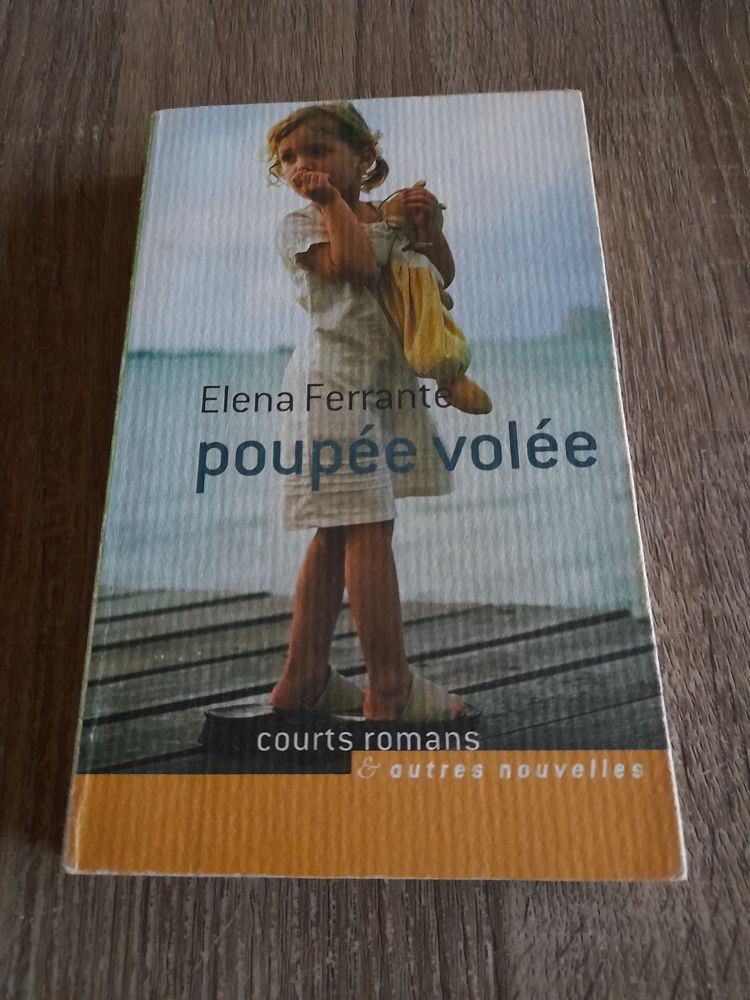 Elena Ferrante
poupée volée
courts romans
& autres nouvelles